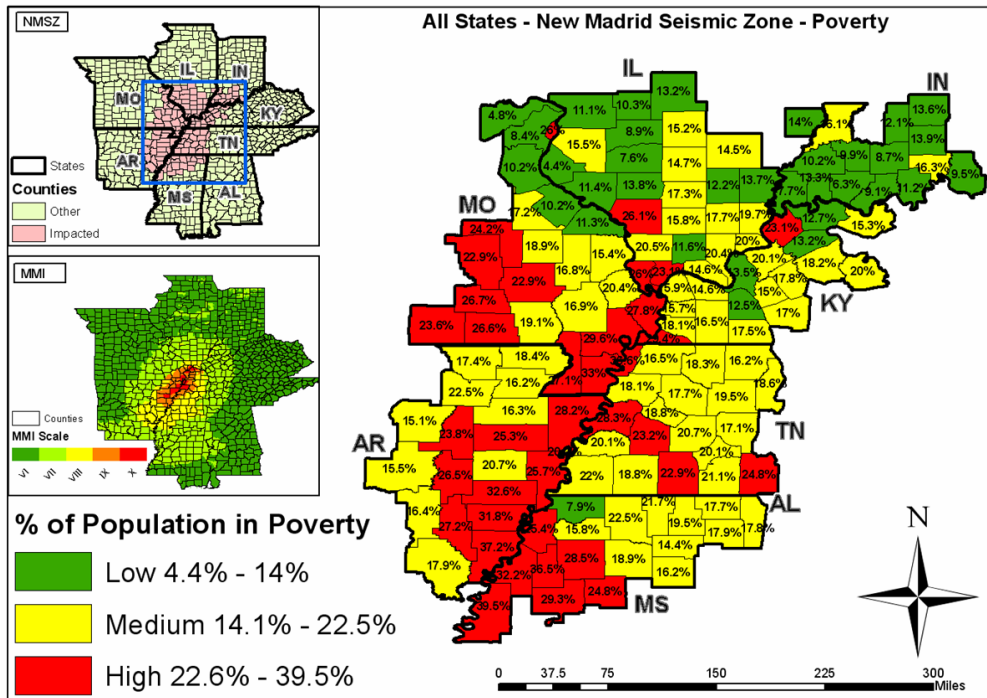 NMSZ
IL
IN
MO
KY
TN
AR
MS
AL
States
Counties
Other
Impacted
MMI
Counties
MMI Scale
VI VII VIII IX X
% of Population in Poverty
Low 4.4% - 14%
Medium 14.1% - 22.5%
High 22.6% - 39.5%
All States - New Madrid Seismic Zone - Poverty
IL
IN
MO
KY
AR
TN
AL
MS
13.2%
4.8% 11.1% 10.3% 13.6%
8.4% 8.9% 15.2% 14% 13.9%
15.5% 14.5%
10.2% 7.6% 14.7% 10.2% 8.7% 16.3% 9.5%
11.4% 13.8% 17.3% 12.2% 13.7% 13.3% 6.3% 9.1% 11.2%
17.2% 10.2% 11.3% 26.1% 15.8% 17.7% 19.7% 23.1% 12.7% 15.3%
24.2% 18.9% 15.4% 20.5% 11.6% 20.4% 20% 13.2%
22.9% 16.8% 14.6% 20.1% 18.2% 20%
22.9% 20.4% 14.6% 13.5% 17.8%
26.7% 16.9% 27.8% 15.7% 12.5% 15% 17%
23.6% 26.6% 19.1% 18.1% 16.5% 17.5%
29.6%
17.4% 18.4% 33% 16.5% 18.3% 16.2%
22.5% 16.2% 18.1% 17.7% 19.5% 18.6%
15.1% 16.3% 28.2% 28.3% 18.8% 17.1%
23.8% 25.3% 20.1% 23.2% 20.7% 20.1%
15.5% 26.5% 20.7% 25.7% 22% 18.8% 22.9% 21.1% 24.8%
16.4% 32.6% 7.9% 21.7% 17.7%
27.2% 31.8% 15.8% 22.5% 19.5% 17.9% 17.8%
37.2% 28.5% 18.9% 14.4%
17.9% 32.2% 36.5% 16.2%
39.5% 29.3% 24.8%
N
0 37.5 75 150 225 300
Miles